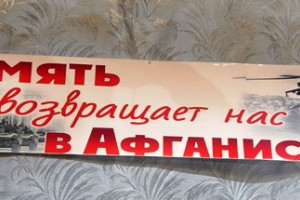 мять
возвращает нас
в Афганис